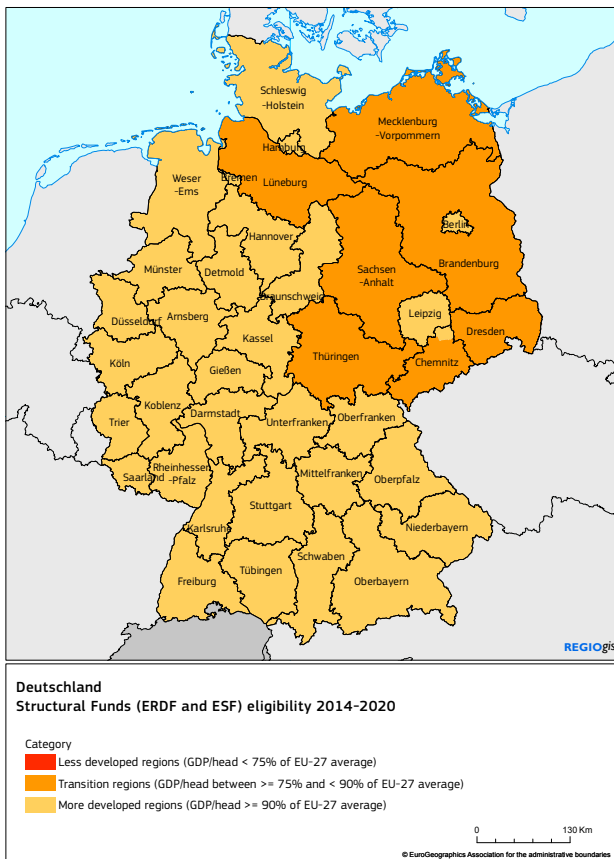 Schleswig
-Holstein
Mecklenburg
-Vorpommern
Hamburg
Bremen
Lüneburg
Weser
-Ems
Berlin
Hannover
Brandenburg
Münster
Detmold
Sachsen
-Anhalt
Braunschweig
Leipzig
Düsseldorf
Arnsberg
Dresden
Kassel
Thüringen
Chemnitz
Köln
Gießen
Koblenz
Darmstadt
Oberfranken
Trier
Unterfranken
Rheinhessen
-Pfalz
Saarland
Mittelfranken
Oberpfalz
Stuttgart
Karlsruhe
Niederbayern
Schwaben
Tübingen
Freiburg
Oberbayern
REGIOgis
Deutschland
Structural Funds (ERDF and ESF) eligibility 2014-2020
Category
Less developed regions (GDP/head < 75% of EU-27 average)
Transition regions (GDP/head between >= 75% and < 90% of EU-27 average)
More developed regions (GDP/head >= 90% of EU-27 average)
0 130 Km
© EuroGeographics Association for the administrative boundaries